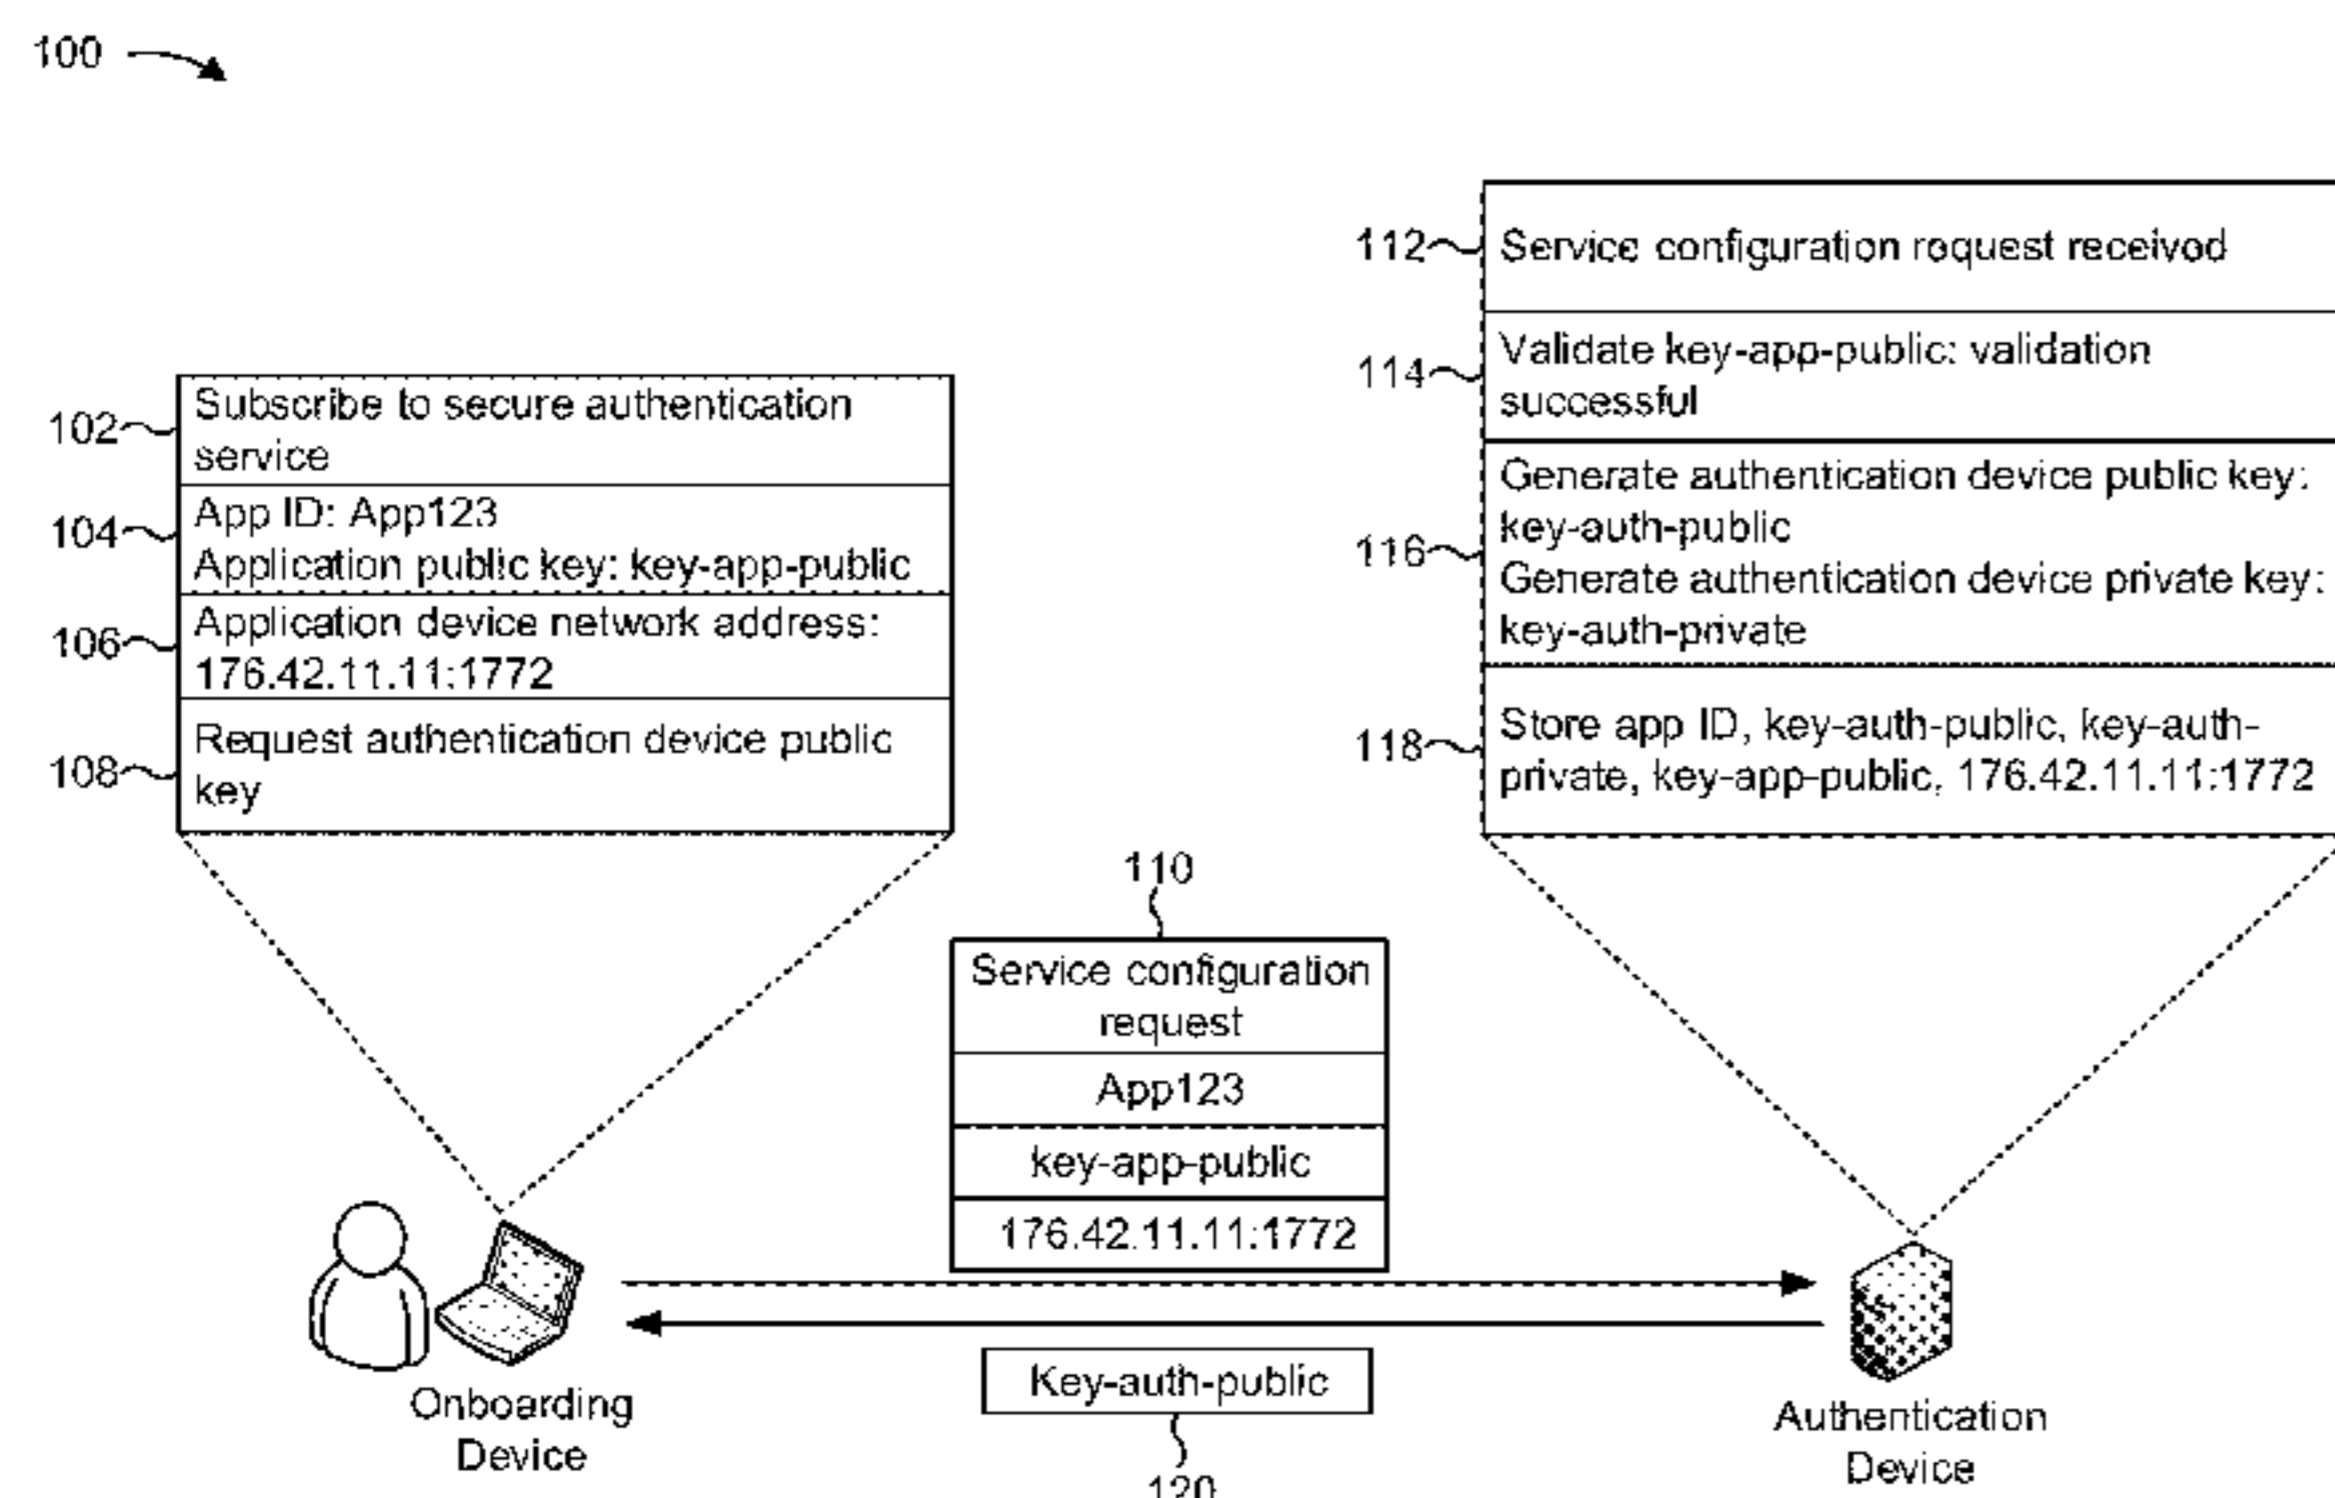 100
102
Subscribe to secure authentication
service
104
App ID: App123
Application public key: key-app-public
106
Application device network address:
176.42.11.11:1772
108
Request authentication device public
key
112
Service configuration request received
114
Validate key-app-public: validation
successful
116
Generate authentication device public key:
key-auth-public
Generate authentication device private key:
key-auth-private
118
Store app ID, key-auth-public, key-auth-
private, key-app-public, 176.42.11.11:1772
110
Service configuration
request
App123
key-app-public
176.42.11.11:1772
Key-auth-public
120
Onboarding
Device
Authentication
Device